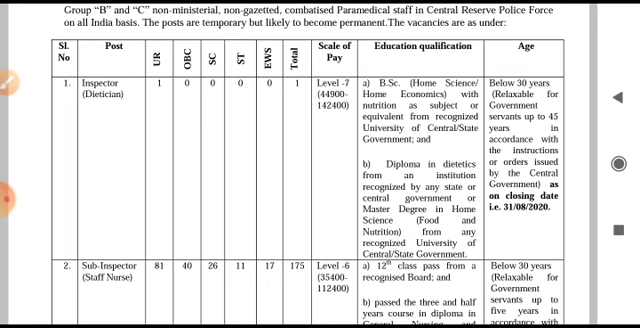 Group “B” and “C” non-ministerial, non-gazetted, combatised Paramedical staff in Central Reserve Police Force
on all India basis. The posts are temporary but likely to become permanent.The vacancies are as under:
Sl. No Post UR OBC SC ST EWS Total Scale of Pay Education qualification Age
1. Inspector (Dietician) 1 0 0 0 0 1 Level -7 (44900-142400)
a) B.Sc. (Home Science/
Home Economics) with
nutrition as subject or
equivalent from recognized
University of Central/State
Government; and
b) Diploma in dietetics
from an institution
recognized by any state or
central government or
Master Degree in Home
Science (Food and
Nutrition) from any
recognized University of
Central/State Government.
Below 30 years
(Relaxable for
Government
servants up to 45
years in
accordance with
the instructions
or orders issued
by the Central
Government) as
on closing date
i.e. 31/08/2020.
2. Sub-Inspector (Staff Nurse) 81 40 26 11 17 175 Level -6 (35400-112400)
a) 12th class pass from a
recognised Board; and
b) passed the three and half
years course in diploma in
General Nursing and
Below 30 years
(Relaxable for
Government
servants up to
five years in
accordance with